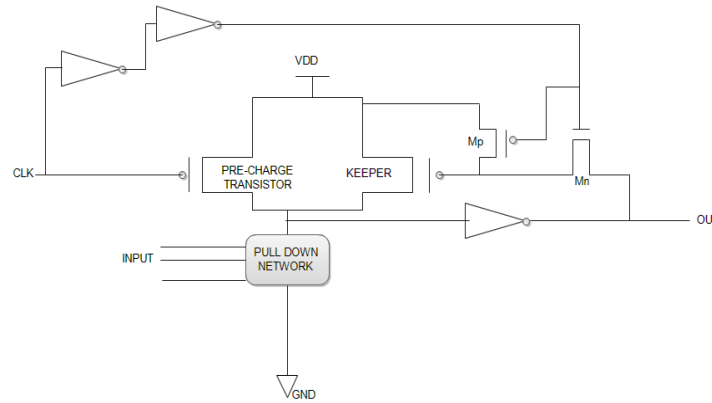 VDD
CLK
PRE-CHARGE
TRANSISTOR
KEEPER
Mp
Mn
OU
INPUT
PULL DOWN
NETWORK
GND